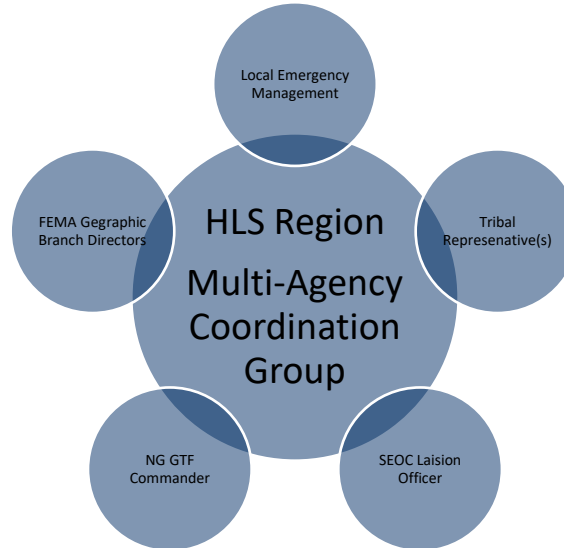 Local Emergency
Management
FEMA Gegraphic
Branch Directors
HLS Region
Multi-Agency
Coordination
Group
Tribal
Represenative(s)
NG GTF
Commander
SEOC Laision
Officer